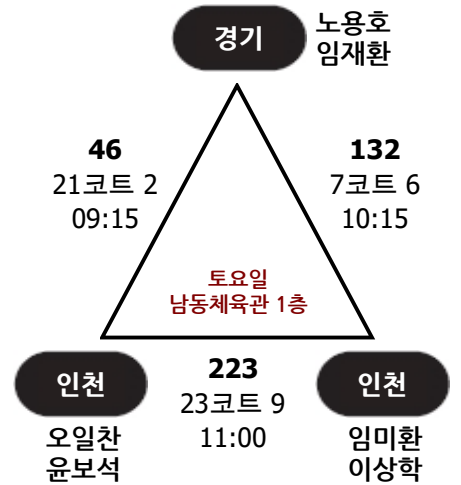 경기
노용호
임재환
46
21코트 2
09:15
132
7코트 6
10:15
토요일
남동체육관 1층
인천
오일찬
윤보석
223
23코트 9
11:00
인천
임미환
이상학